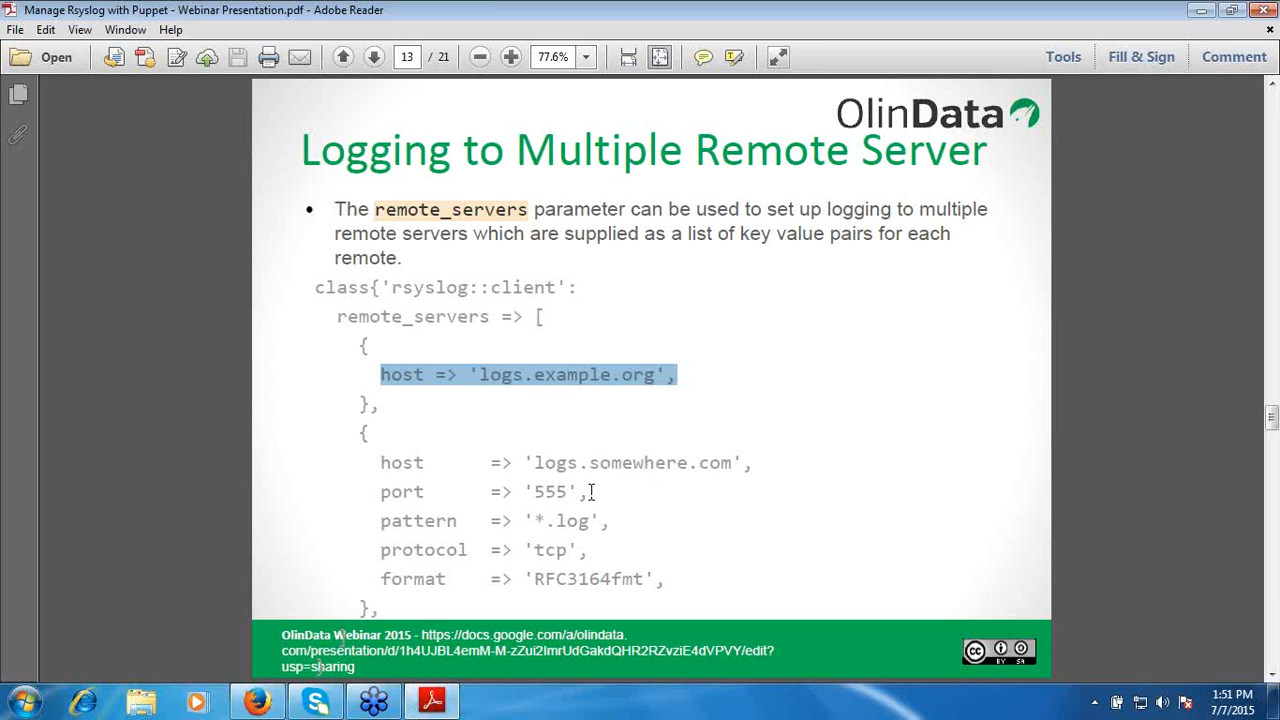 Manage Rsyslog with Puppet - Webinar Presentation.pdf - Adobe Reader
File Edit View Window Help
Open 13 / 21 77.6% Tools Fill & Sign Comment
OlinData
Logging to Multiple Remote Server
• The remote_servers parameter can be used to set up logging to multiple
remote servers which are supplied as a list of key value pairs for each
remote.
class{'rsyslog::client':
remote_servers => [
{
host => 'logs.example.org',
},
{
host => 'logs.somewhere.com',
port => '555',
pattern => '*.log',
protocol => 'tcp',
format => 'RFC3164fmt',
},
OlinData Webinar 2015 - https://docs.google.com/a/olindata.
com/presentation/d/1h4UJBL4emM-M-zZui2ImrUdGakdQHR2RZvziE4dVPVY/edit?
usp=sharing
cc BY SA
1:51 PM
7/7/2015